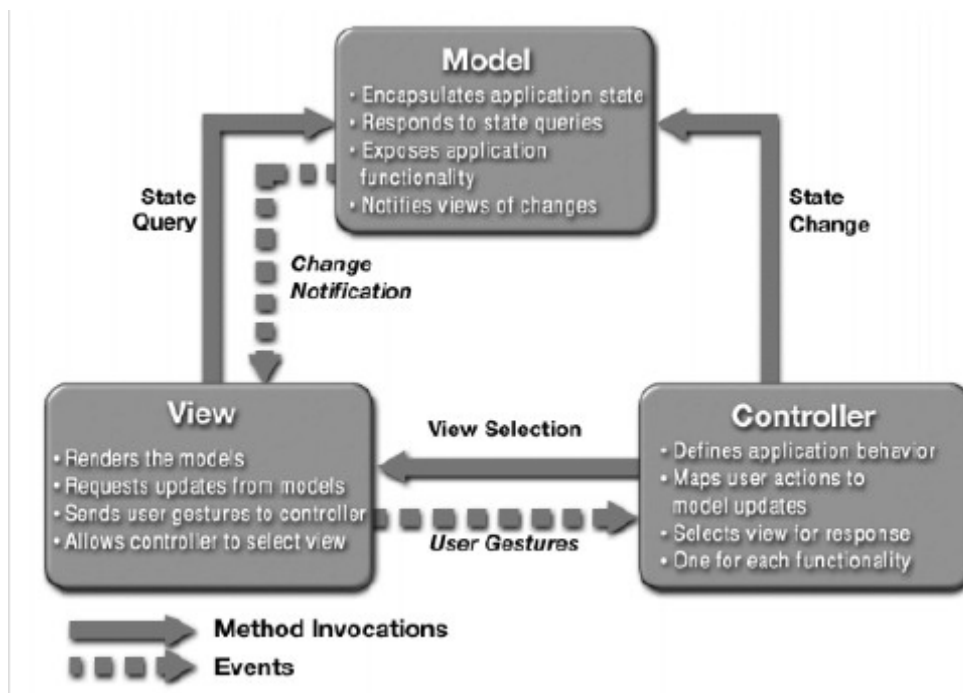 Model
• Encapsulates application state
• Responds to state queries
• Exposes application
functionality
• Notifies views of changes
State
Query
State
Change
Change
Notification
View
• Renders the models
• Requests updates from models
• Sends user gestures to controller
• Allows controller to select view
View Selection
User Gestures
Controller
• Defines application behavior
• Maps user actions to
model updates
• Selects view for response
• One for each functionality
Method Invocations
Events